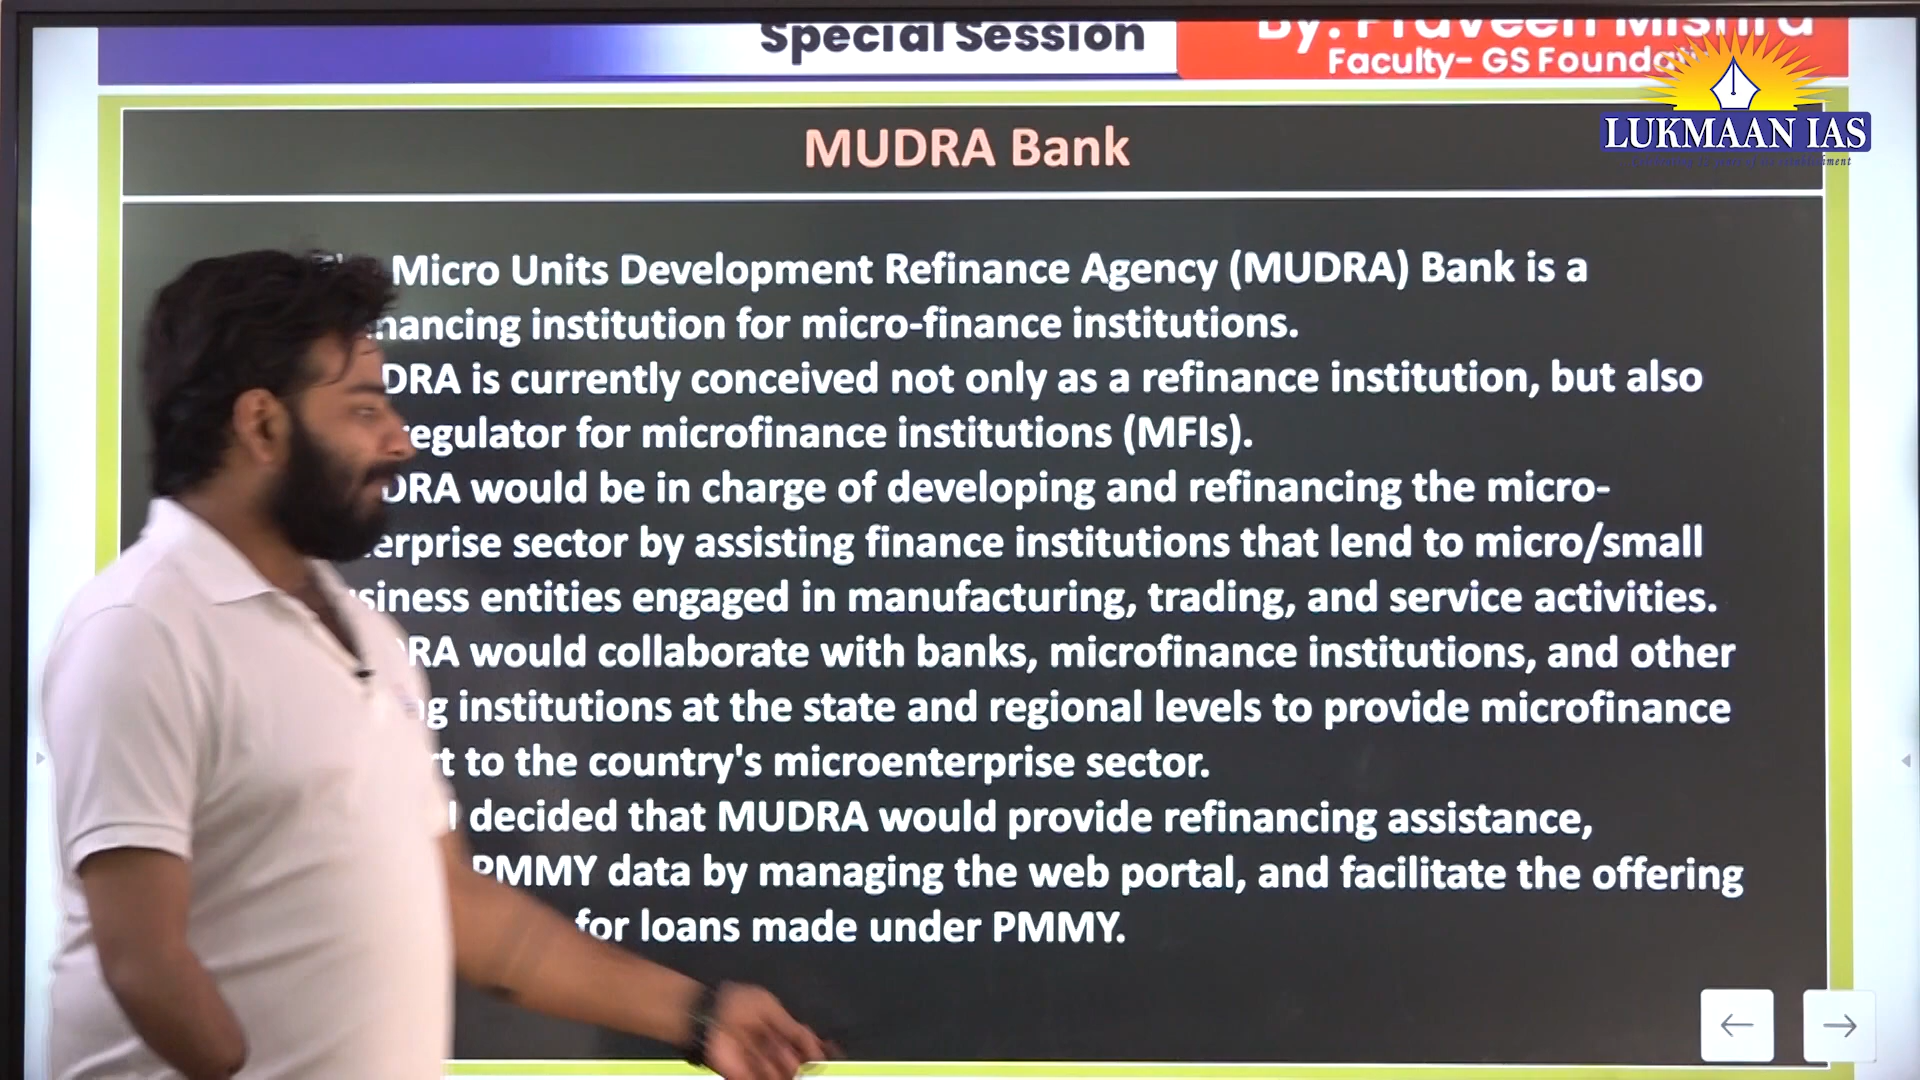 Special Session
By: Praveen Mishra
Faculty- GS Foundat
LUKMAAN IAS
MUDRA Bank
Micro Units Development Refinance Agency (MUDRA) Bank is a
nancing institution for micro-finance institutions.
DRA is currently conceived not only as a refinance institution, but also
regulator for microfinance institutions (MFIs).
DRA would be in charge of developing and refinancing the micro-
erprise sector by assisting finance institutions that lend to micro/small
siness entities engaged in manufacturing, trading, and service activities.
RA would collaborate with banks, microfinance institutions, and other
g institutions at the state and regional levels to provide microfinance
t to the country's microenterprise sector.
decided that MUDRA would provide refinancing assistance,
PMMY data by managing the web portal, and facilitate the offering
for loans made under PMMY.